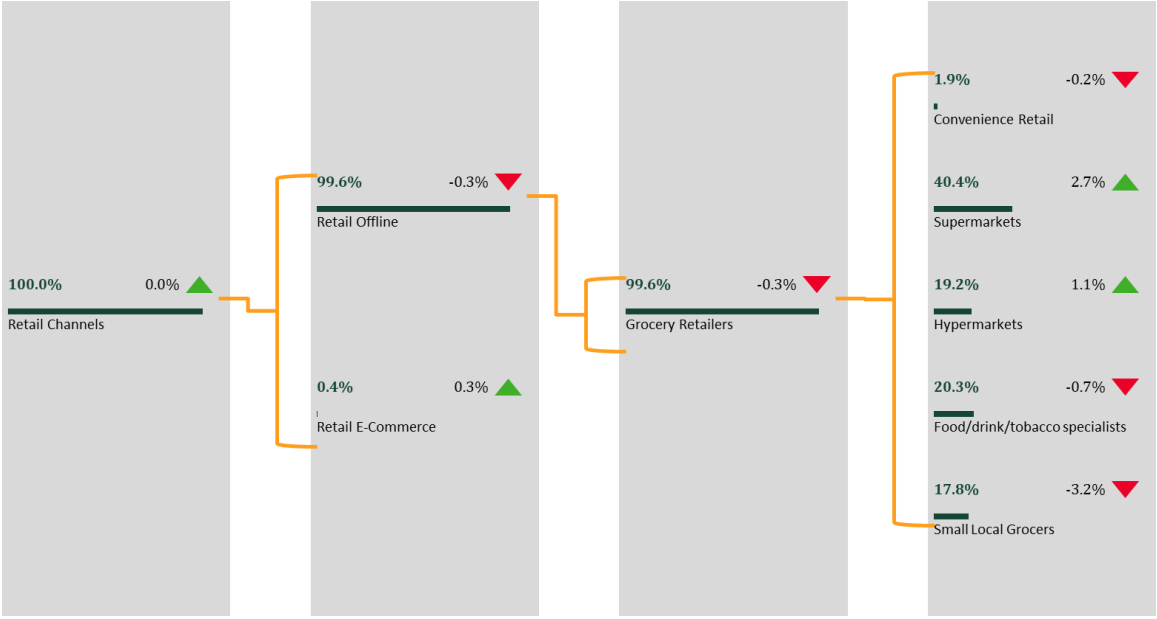 100.0% 0.0%
Retail Channels
99.6% -0.3%
Retail Offline
0.4% 0.3%
Retail E-Commerce
99.6% -0.3%
Grocery Retailers
1.9% -0.2%
Convenience Retail
40.4% 2.7%
Supermarkets
19.2% 1.1%
Hypermarkets
20.3% -0.7%
Food/drink/tobacco specialists
17.8% -3.2%
Small Local Grocers